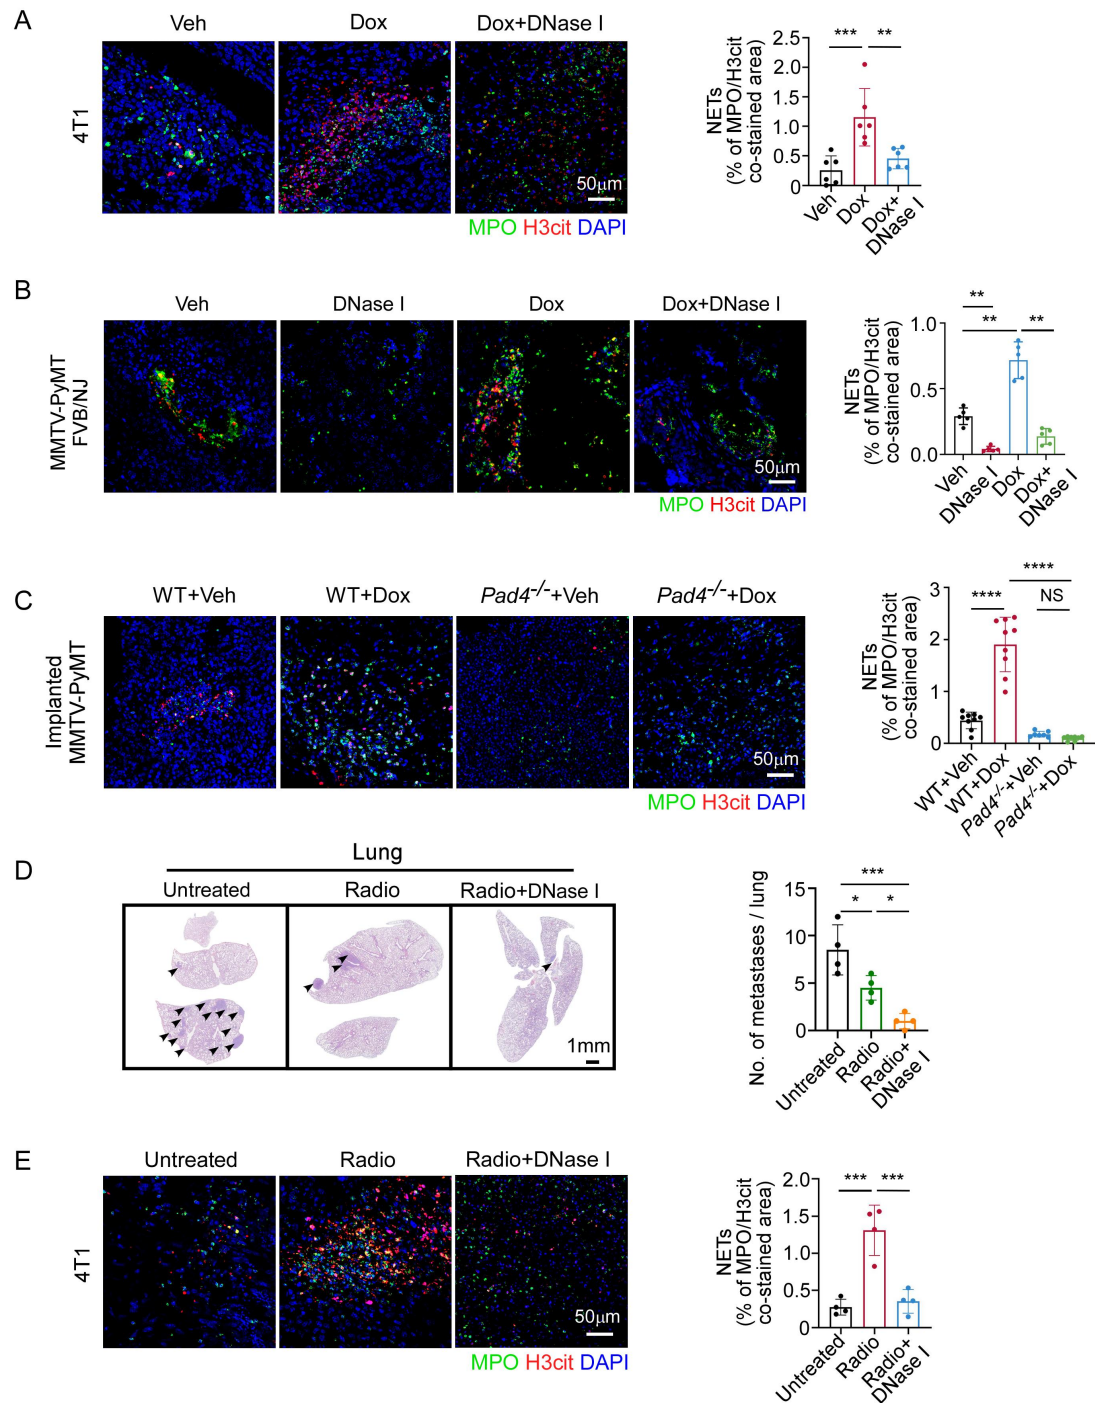 A
Veh
Dox
Dox+DNase I
4T1
50μm
MPO H3cit DAPI
NETs
(% of MPO/H3cit
co-stained area)
2.5
2.0
1.5
1.0
0.5
0
***
**
Veh
Dox
Dox+
DNase I
B
Veh
DNase I
Dox
Dox+DNase I
MMTV-PyMT
FVB/NJ
50μm
MPO H3cit DAPI
NETs
(% of MPO/H3cit
co-stained area)
1.0
0.5
0.0
**
**
**
Veh
DNase I
Dox
Dox+
DNase I
C
WT+Veh
WT+Dox
Pad4-/-+Veh
Pad4-/-+Dox
Implanted
MMTV-PyMT
50μm
MPO H3cit DAPI
NETs
(% of MPO/H3cit
co-stained area)
3
2
1
0
****
****
NS
WT+Veh
WT+Dox
Pad4-/-+Veh
Pad4-/-+Dox
D
Lung
Untreated
Radio
Radio+DNase I
1mm
No. of metastases / lung
15
10
5
0
***
*
*
Untreated
Radio
Radio+
DNase I
E
Untreated
Radio
Radio+DNase I
4T1
50μm
MPO H3cit DAPI
NETs
(% of MPO/H3cit
co-stained area)
2.0
1.5
1.0
0.5
0
***
***
Untreated
Radio
Radio+
DNase I